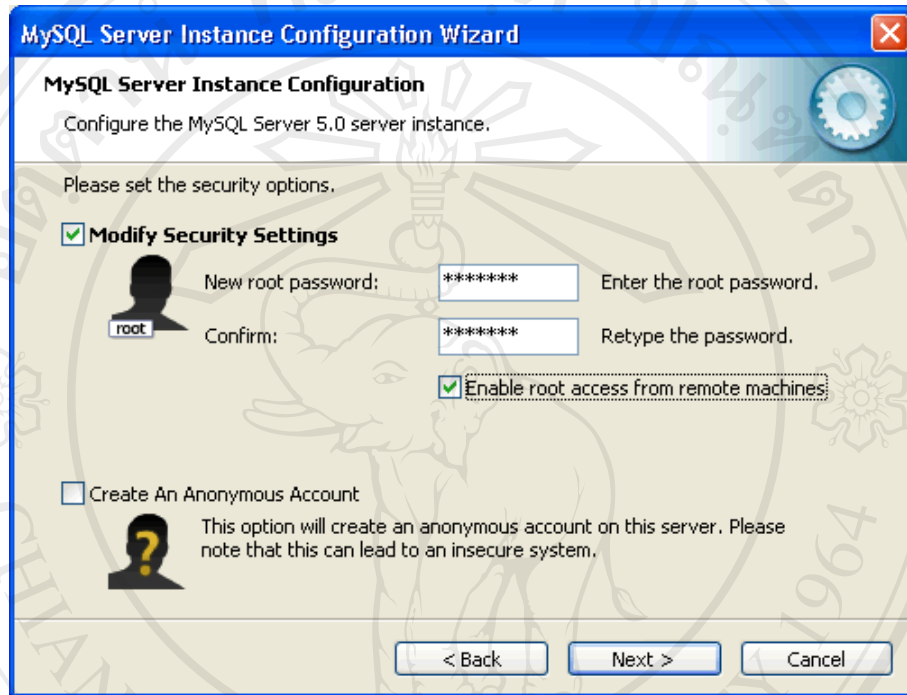 MySQL Server Instance Configuration Wizard
MySQL Server Instance Configuration
Configure the MySQL Server 5.0 server instance.
Please set the security options.
Modify Security Settings
root
New root password: ******* Enter the root password.
Confirm: ******* Retype the password.
Enable root access from remote machines
Create An Anonymous Account
This option will create an anonymous account on this server. Please
note that this can lead to an insecure system.
?
< Back Next > Cancel
1964